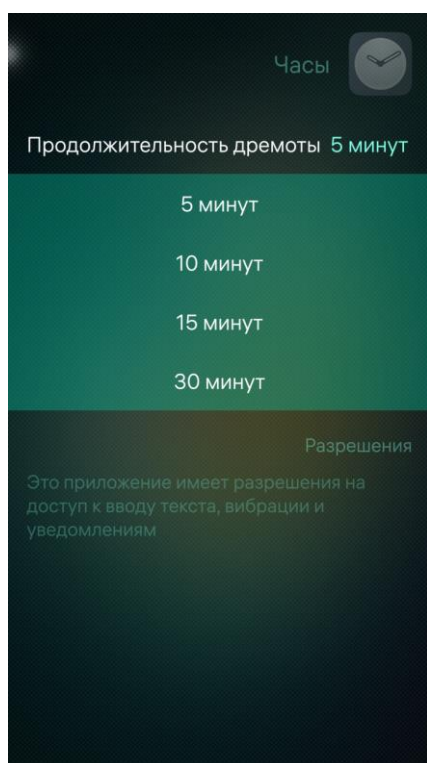 Часы
Продолжительность дремоты 5 минут
5 минут
10 минут
15 минут
30 минут
Разрешения
Это приложение имеет разрешения на
доступ к вводу текста, вибрации и
уведомлениям